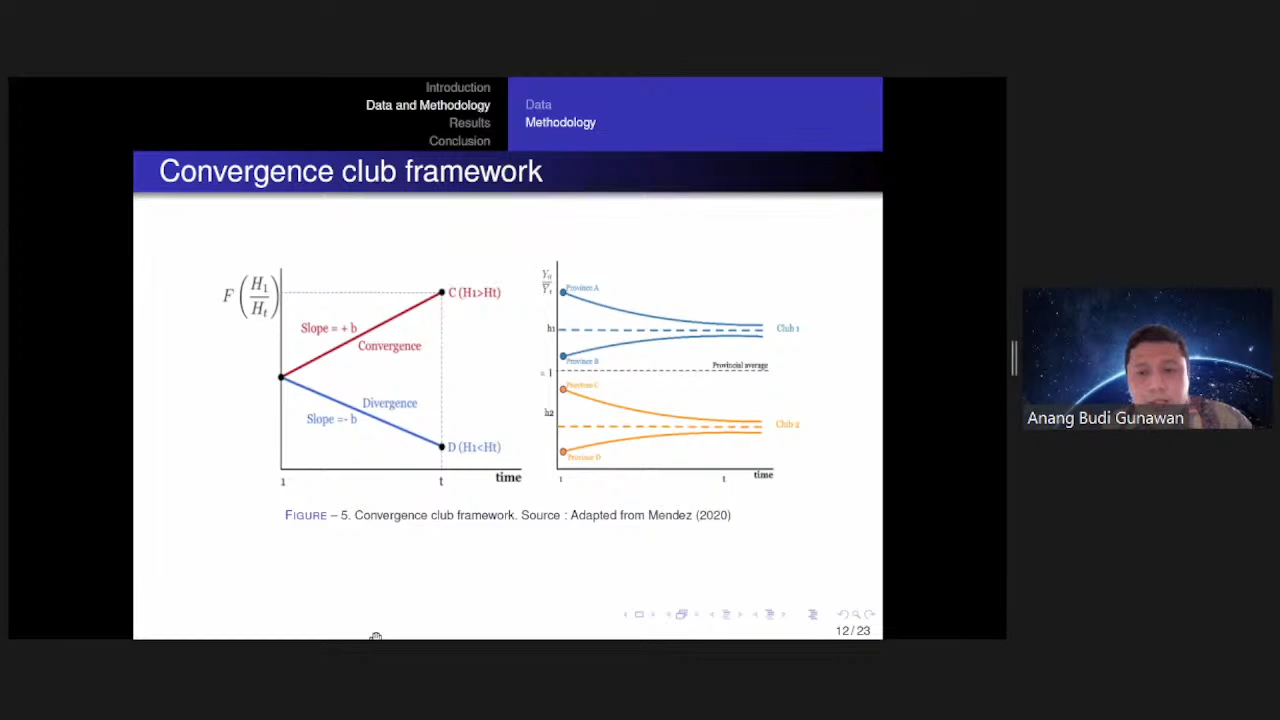 Introduction
Data and Methodology
Results
Conclusion
Data
Methodology
Convergence club framework
F (H1/Ht)
C (H1>Ht)
Slope = + b
Convergence
Divergence
Slope =- b
D (H1<Ht)
1
t
time
Province A
h1
Club 1
Province B
Provincial average
1
Province C
h2
Club 2
Province D
1
t
time
FIGURE – 5. Convergence club framework. Source : Adapted from Mendez (2020)
12 / 23
Anang Budi Gunawan